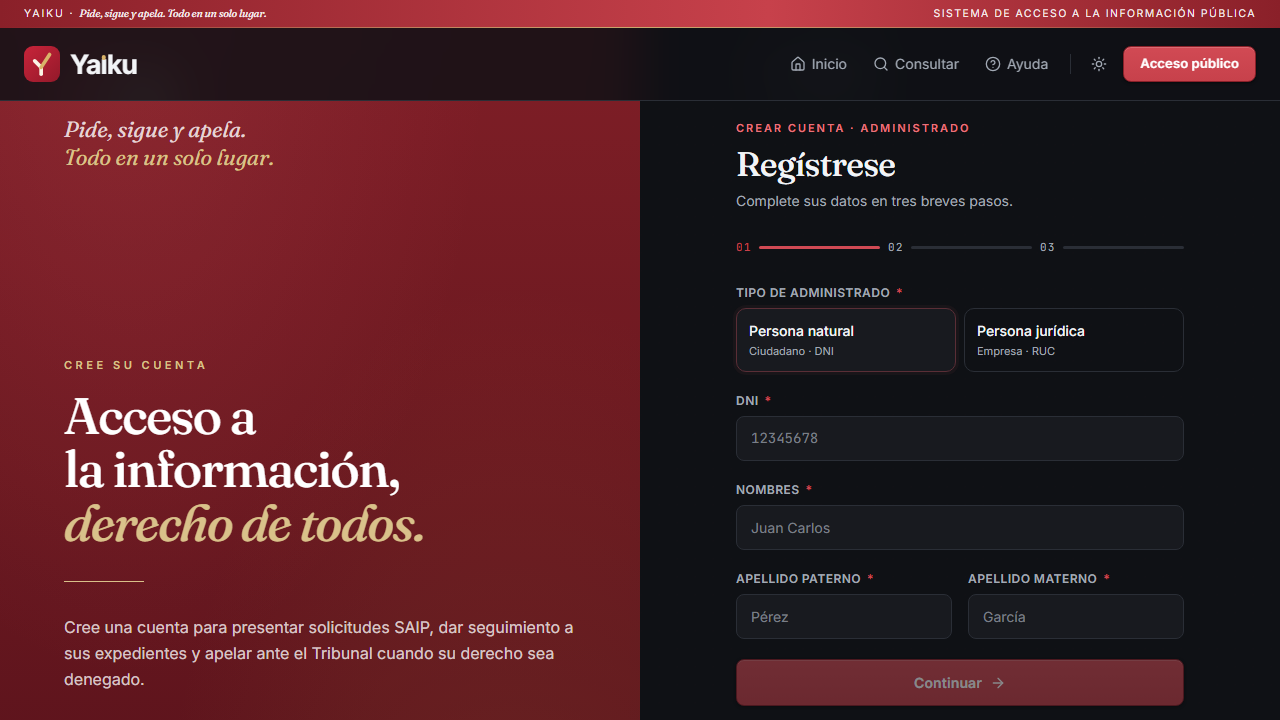 YAIKU · Pide, sigue y apela. Todo en un solo lugar.
SISTEMA DE ACCESO A LA INFORMACIÓN PÚBLICA
Yaiku
Inicio
Consultar
Ayuda
Acceso público
Pide, sigue y apela.
Todo en un solo lugar.
CREE SU CUENTA
Acceso a
la información,
derecho de todos.
Cree una cuenta para presentar solicitudes SAIP, dar seguimiento a
sus expedientes y apelar ante el Tribunal cuando su derecho sea
denegado.
CREAR CUENTA · ADMINISTRADO
Regístrese
Complete sus datos en tres breves pasos.
01 02 03
TIPO DE ADMINISTRADO *
Persona natural
Ciudadano · DNI
Persona jurídica
Empresa · RUC
DNI *
12345678
NOMBRES *
Juan Carlos
APELLIDO PATERNO *
Pérez
APELLIDO MATERNO *
García
Continuar →